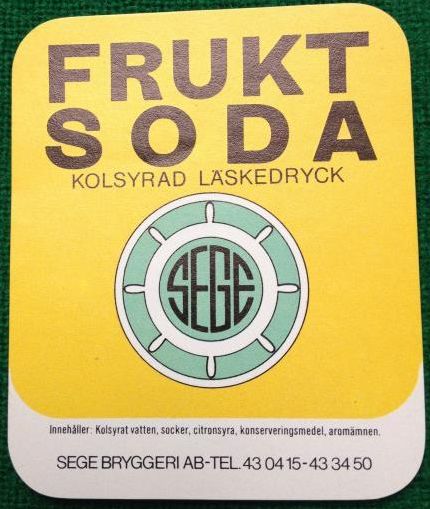 FRUKT
SODA
KOLSYRAD LÄSKEDRYCK
SEGE
Innehåller: Kolsyrat vatten, socker, citronsyra, konserveringsmedel, aromämnen.
SEGE BRYGGERI AB-TEL. 43 04 15-43 34 50